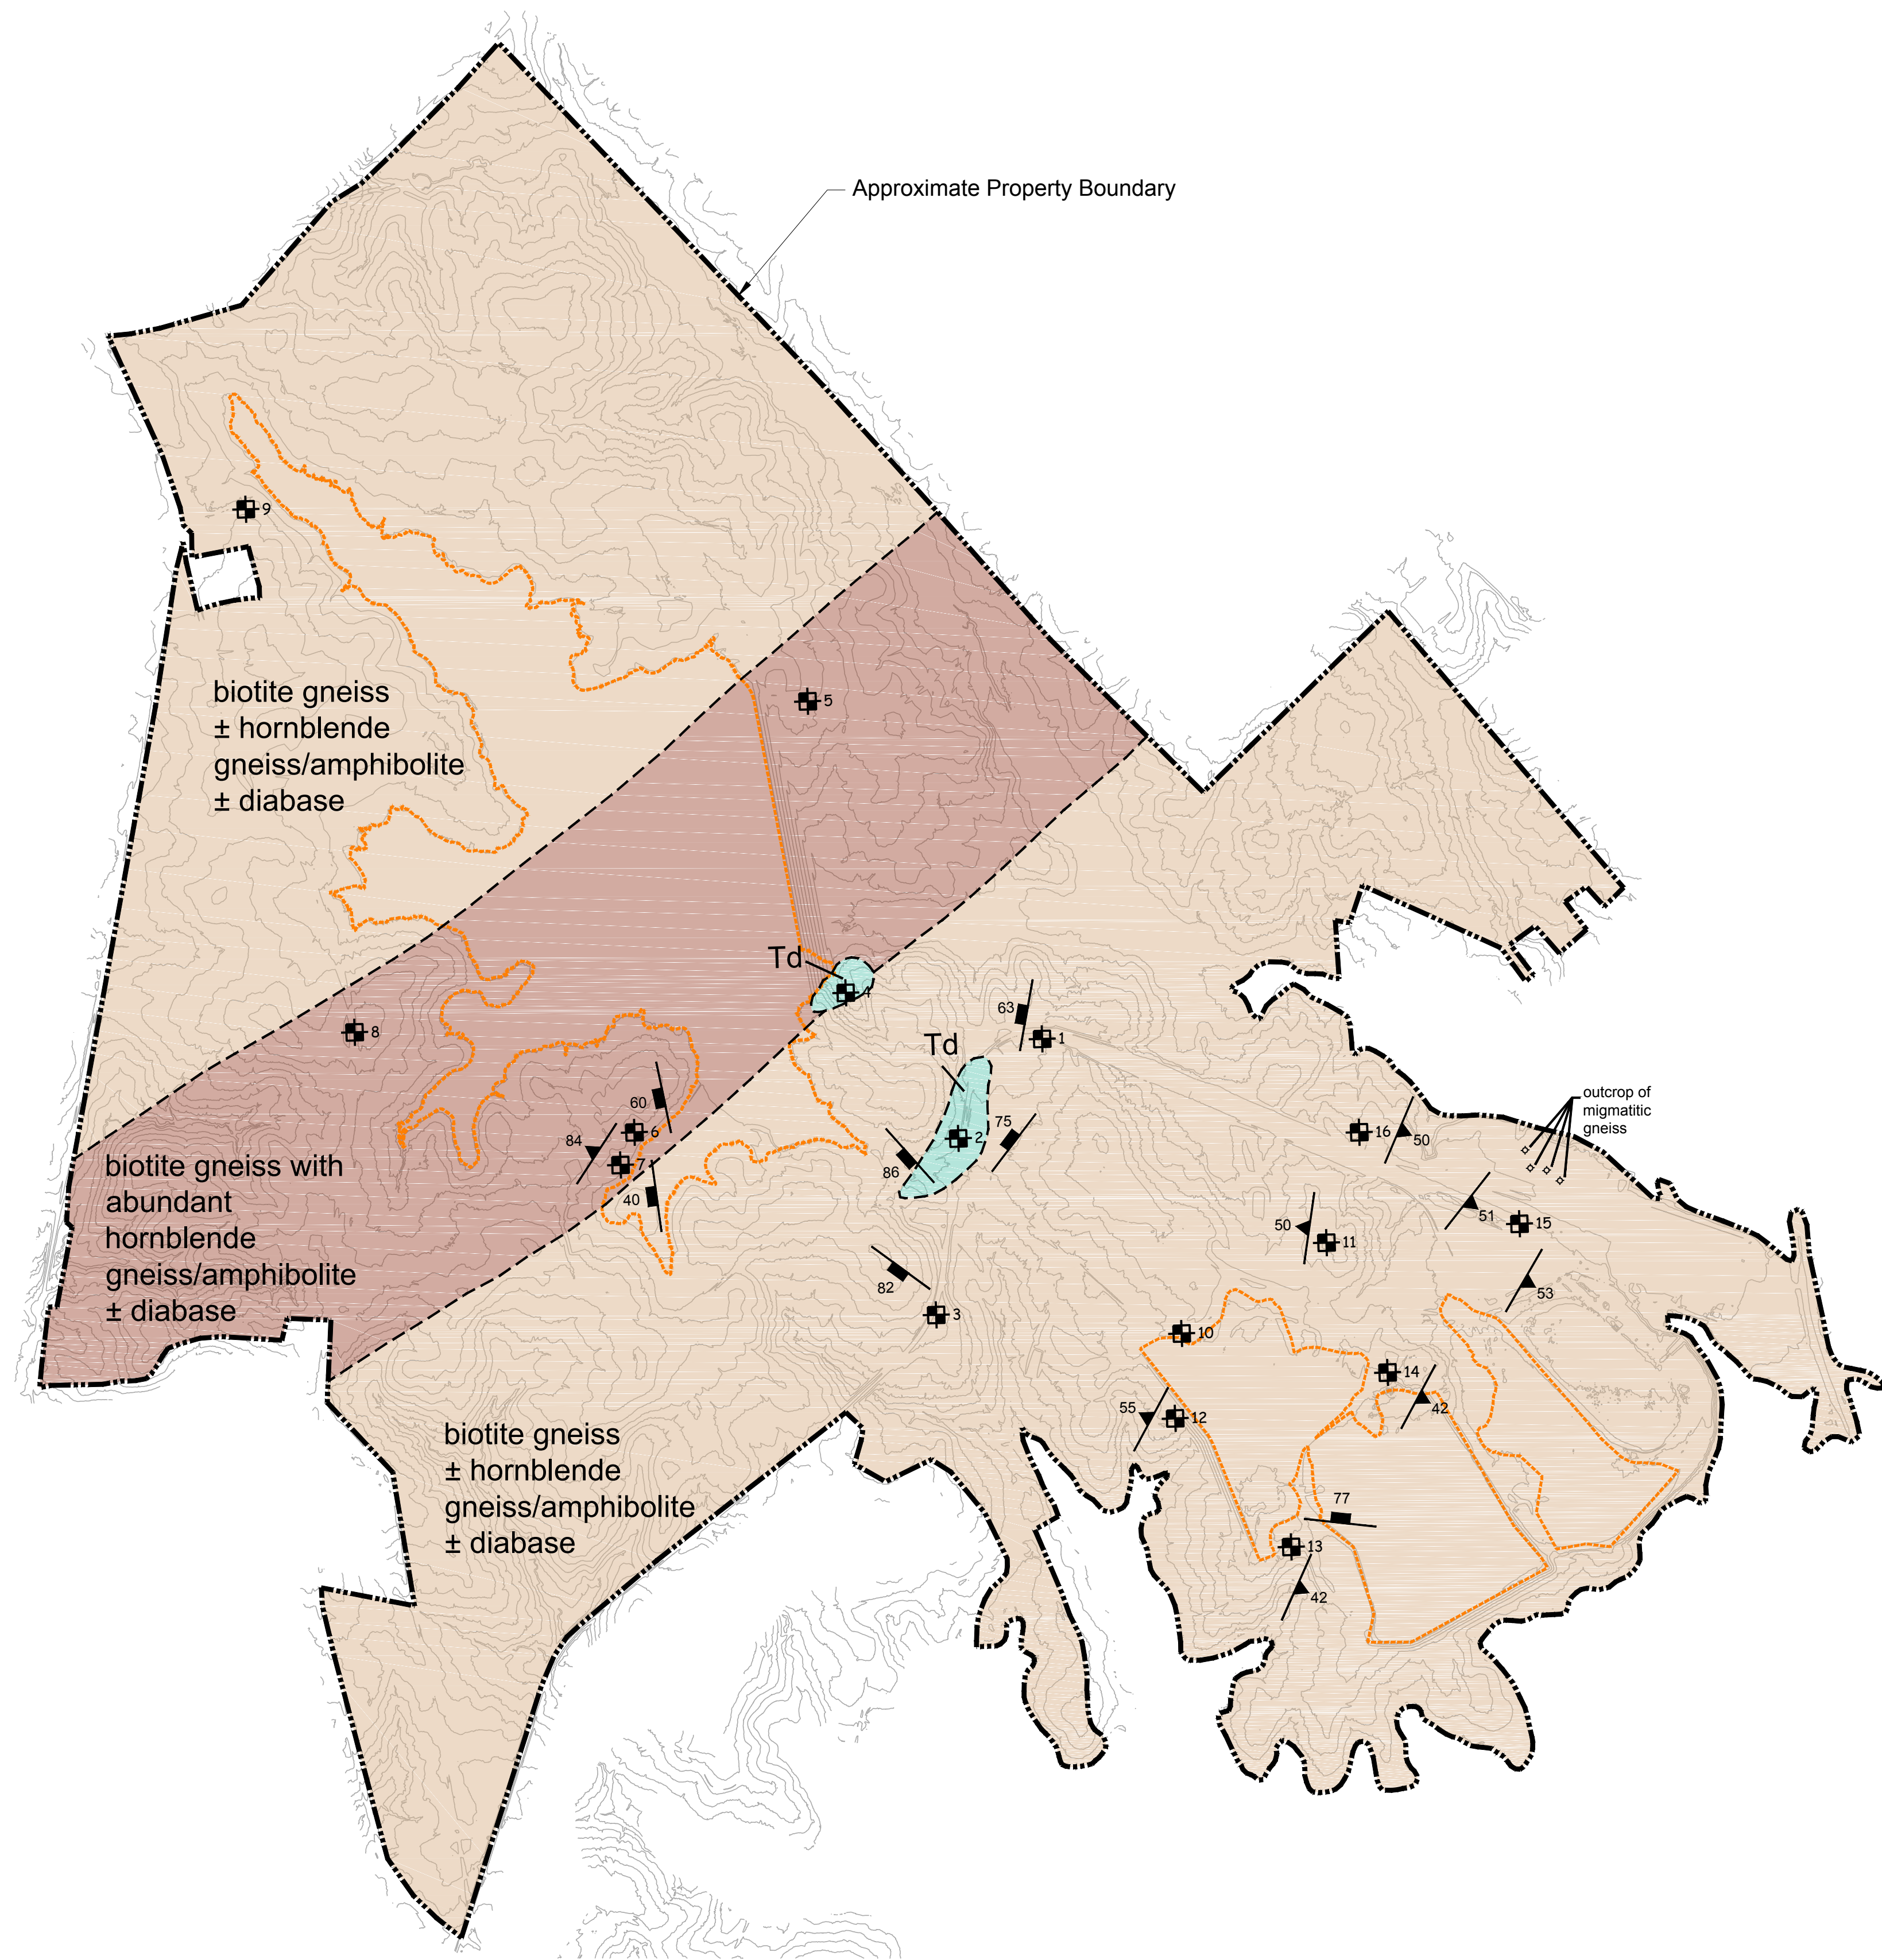 Approximate Property Boundary
9
5
biotite gneiss
± hornblende
gneiss/amphibolite
± diabase
Td
4
63
1
8
Td
60
6
84
7
40
75
2
86
outcrop of
migmatitic
gneiss
16
50
51
15
50
11
biotite gneiss with
abundant
hornblende
gneiss/amphibolite
± diabase
82
3
53
10
14
42
55
12
biotite gneiss
± hornblende
gneiss/amphibolite
± diabase
77
13
42